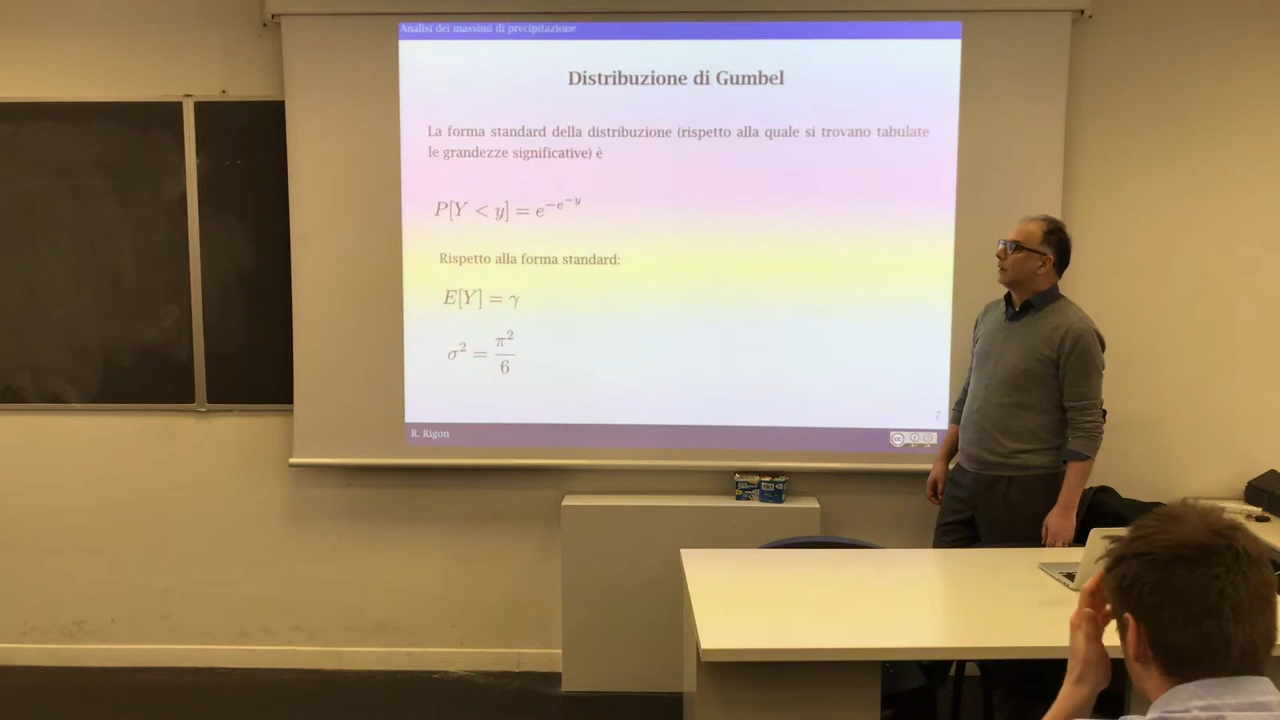 Analisi dei massimi di precipitazione
Distribuzione di Gumbel
La forma standard della distribuzione (rispetto alla quale si trovano tabulate
le grandezze significative) è
P[Y < y] = e^{-e^{-y}}
Rispetto alla forma standard:
E[Y] = γ
σ² = π²/6
7
R. Rigon